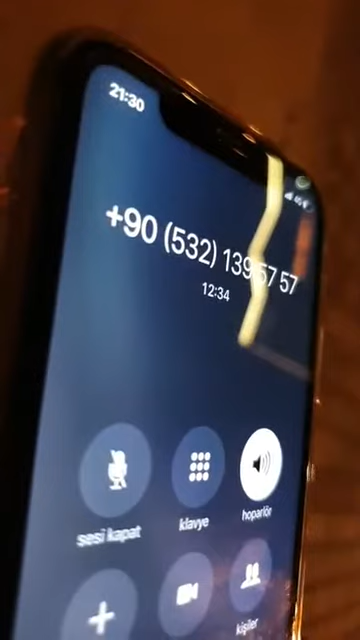 21:30
+90 (532) 139 57 57
12:34
sesi kapat
klavye
hoparlör
kişiler